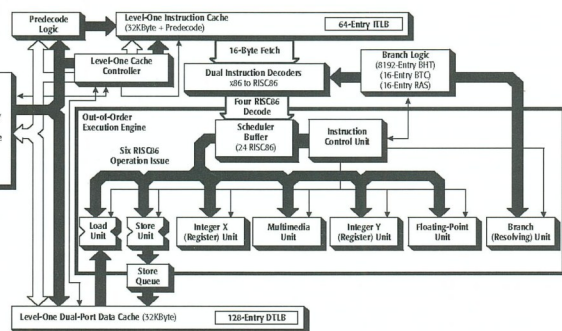 Predecode
Logic
Level-One Instruction Cache
(32KByte + Predecode)
64-Entry ITLB
Level-One Cache
Controller
16-Byte Fetch
Dual Instruction Decoders
x86 to RISC86
Branch Logic
(8192-Entry BHT)
(16-Entry BTC)
(16-Entry RAS)
Four RISC86
Decode
Out-of-Order
Execution Engine
Scheduler
Buffer
(24 RISC86)
Instruction
Control Unit
Six RISC86
Operation Issue
Load
Unit
Store
Unit
Integer X
(Register) Unit
Multimedia
Unit
Integer Y
(Register) Unit
Floating-Point
Unit
Branch
(Resolving) Unit
Store
Queue
Level-One Dual-Port Data Cache (32KByte)
128-Entry DTLB